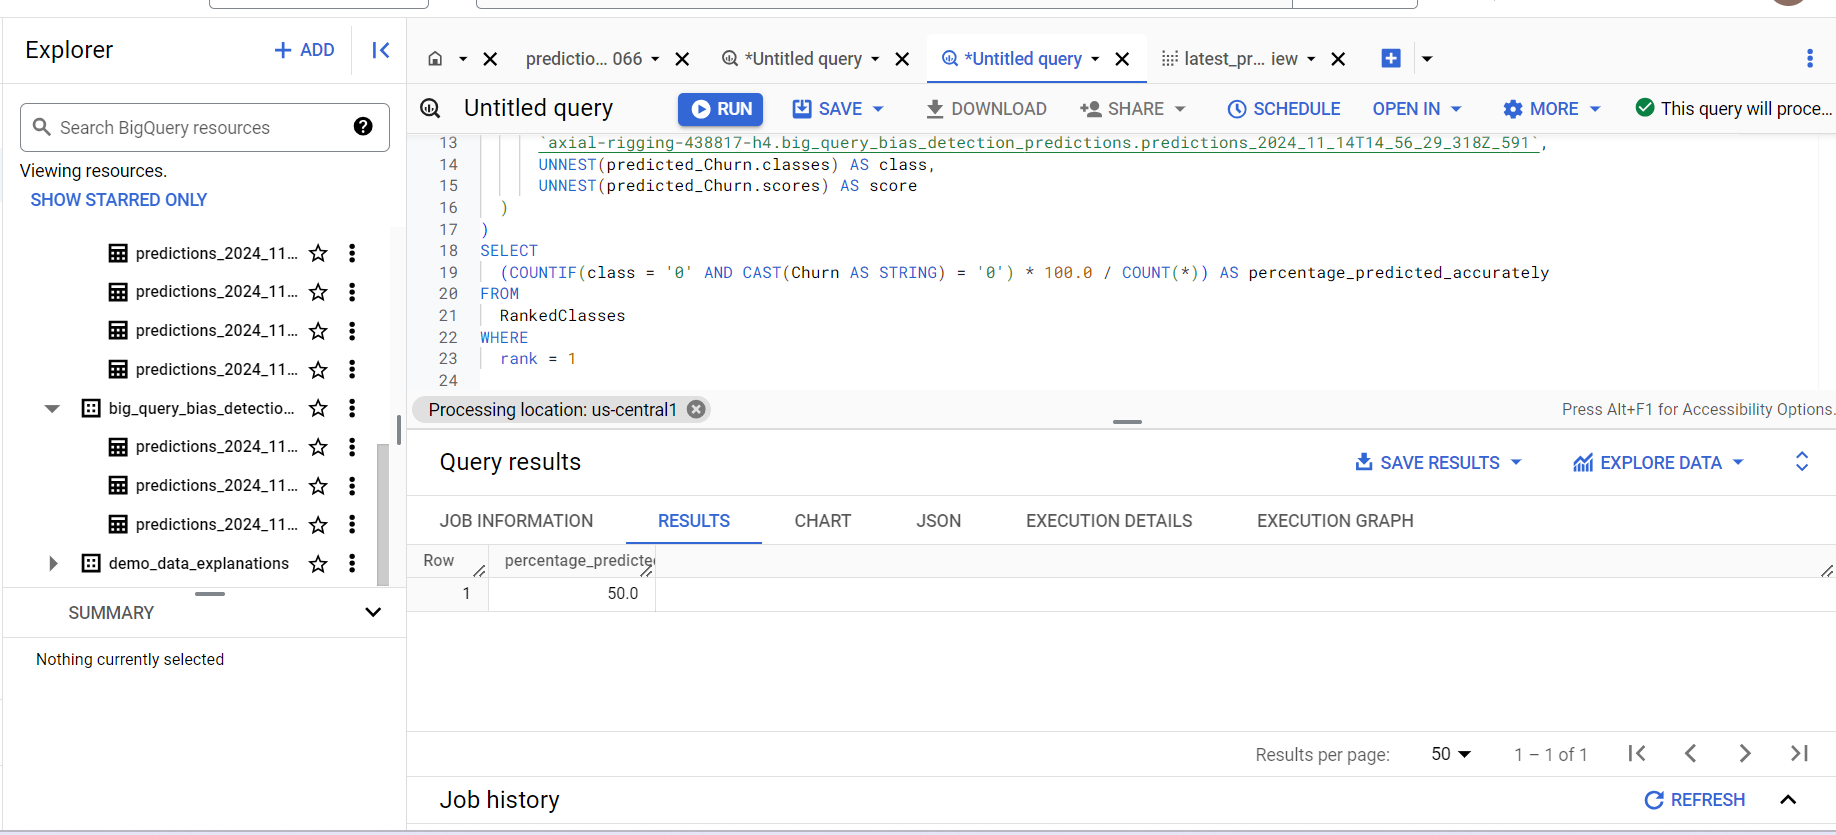 Explorer
+ ADD
Search BigQuery resources
?
Viewing resources.
SHOW STARRED ONLY
predictions_2024_11...
predictions_2024_11...
predictions_2024_11...
predictions_2024_11...
big_query_bias_detectio...
predictions_2024_11...
predictions_2024_11...
predictions_2024_11...
demo_data_explanations
SUMMARY
Nothing currently selected
predictio... 066
*Untitled query
*Untitled query
latest_pr... iew
Untitled query
RUN
SAVE
DOWNLOAD
SHARE
SCHEDULE
OPEN IN
MORE
This query will proce...
13 `axial-rigging-438817-h4.big_query_bias_detection_predictions.predictions_2024_11_14T14_56_29_318Z_591`,
14 UNNEST(predicted_Churn.classes) AS class,
15 UNNEST(predicted_Churn.scores) AS score
16 )
17 )
18 SELECT
19 (COUNTIF(class = '0' AND CAST(Churn AS STRING) = '0') * 100.0 / COUNT(*)) AS percentage_predicted_accurately
20 FROM
21 RankedClasses
22 WHERE
23 rank = 1
24
Processing location: us-central1
Press Alt+F1 for Accessibility Options.
Query results
SAVE RESULTS
EXPLORE DATA
JOB INFORMATION
RESULTS
CHART
JSON
EXECUTION DETAILS
EXECUTION GRAPH
Row percentage_predicted
1 50.0
Results per page: 50 1 – 1 of 1
Job history
REFRESH